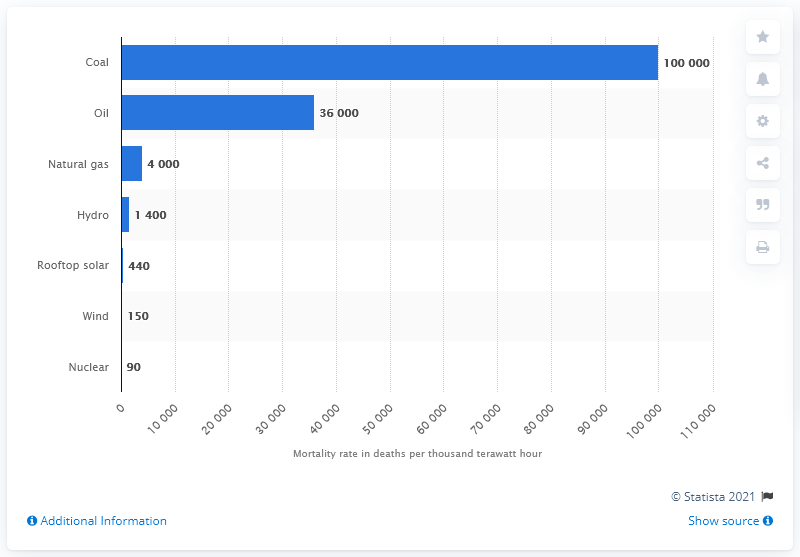 Coal 100 000
Oil 36 000
Natural gas 4 000
Hydro 1 400
Rooftop solar 440
Wind 150
Nuclear 90
0 10 000 20 000 30 000 40 000 50 000 60 000 70 000 80 000 90 000 100 000 110 000
Mortality rate in deaths per thousand terawatt hour
© Statista 2021
Additional Information Show source